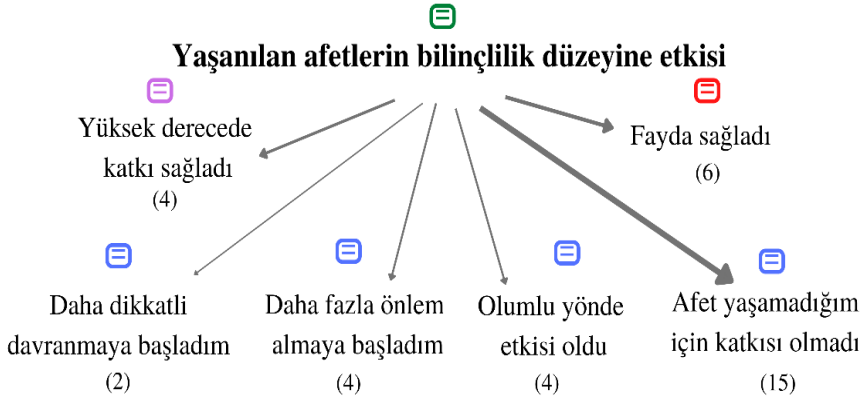 Yaşanılan afetlerin bilinçlilik düzeyine etkisi
Yüksek derecede
katkı sağladı
(4)
Fayda sağladı
(6)
Daha dikkatli
davranmaya başladım
(2)
Daha fazla önlem
almaya başladım
(4)
Olumlu yönde
etkisi oldu
(4)
Afet yaşamadığım
için katkısı olmadı
(15)